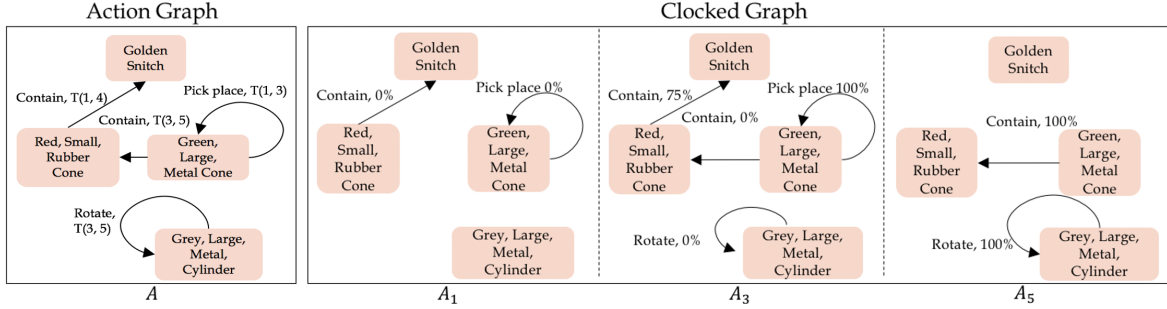 Action Graph
Golden
Snitch
Contain, T(1, 4)
Pick place, T(1, 3)
Contain, T(3, 5)
Red, Small,
Rubber
Cone
Green,
Large,
Metal Cone
Rotate,
T(3, 5)
Grey, Large,
Metal,
Cylinder
A
Clocked Graph
Golden
Snitch
Contain, 0%
Pick place 0%
Red,
Small,
Rubber
Cone
Green,
Large,
Metal
Cone
Grey, Large,
Metal,
Cylinder
A₁
Golden
Snitch
Contain, 75%
Pick place 100%
Contain, 0%
Red,
Small,
Rubber
Cone
Green,
Large,
Metal
Cone
Rotate, 0%
Grey, Large,
Metal,
Cylinder
A₃
Golden
Snitch
Contain, 100%
Red,
Small,
Rubber
Cone
Green,
Large,
Metal
Cone
Rotate, 100%
Grey, Large,
Metal,
Cylinder
A₅